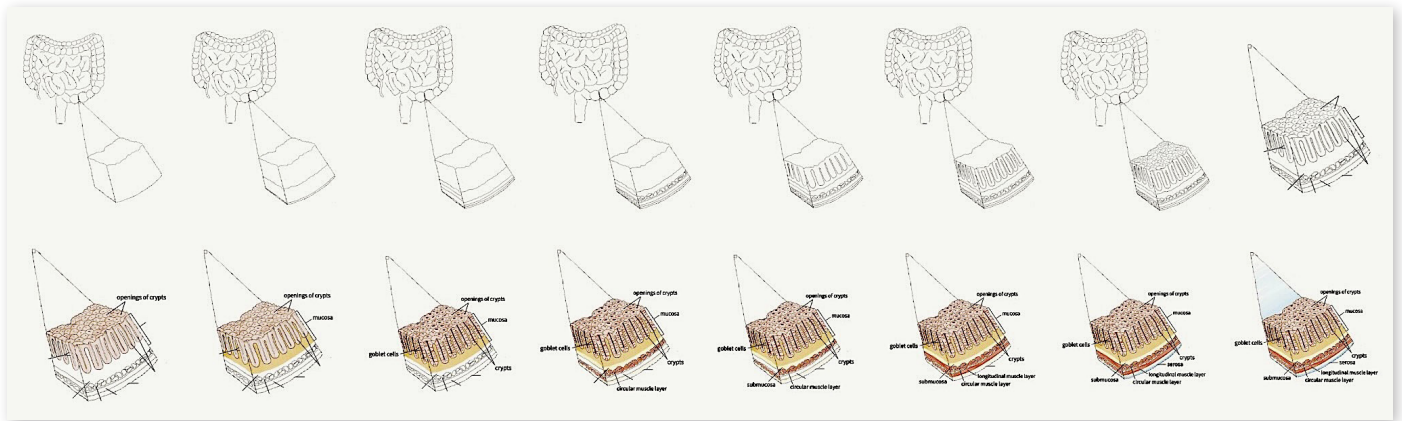 openings of crypts
openings of crypts
mucosa
openings of crypts
mucosa
goblet cells
crypts
openings of crypts
mucosa
goblet cells
crypts
circular muscle layer
openings of crypts
mucosa
goblet cells
crypts
submucosa
circular muscle layer
openings of crypts
mucosa
goblet cells
crypts
longitudinal muscle layer
submucosa
circular muscle layer
openings of crypts
mucosa
goblet cells
crypts
serosa
longitudinal muscle layer
submucosa
circular muscle layer
openings of crypts
mucosa
goblet cells
crypts
serosa
longitudinal muscle layer
submucosa
circular muscle layer